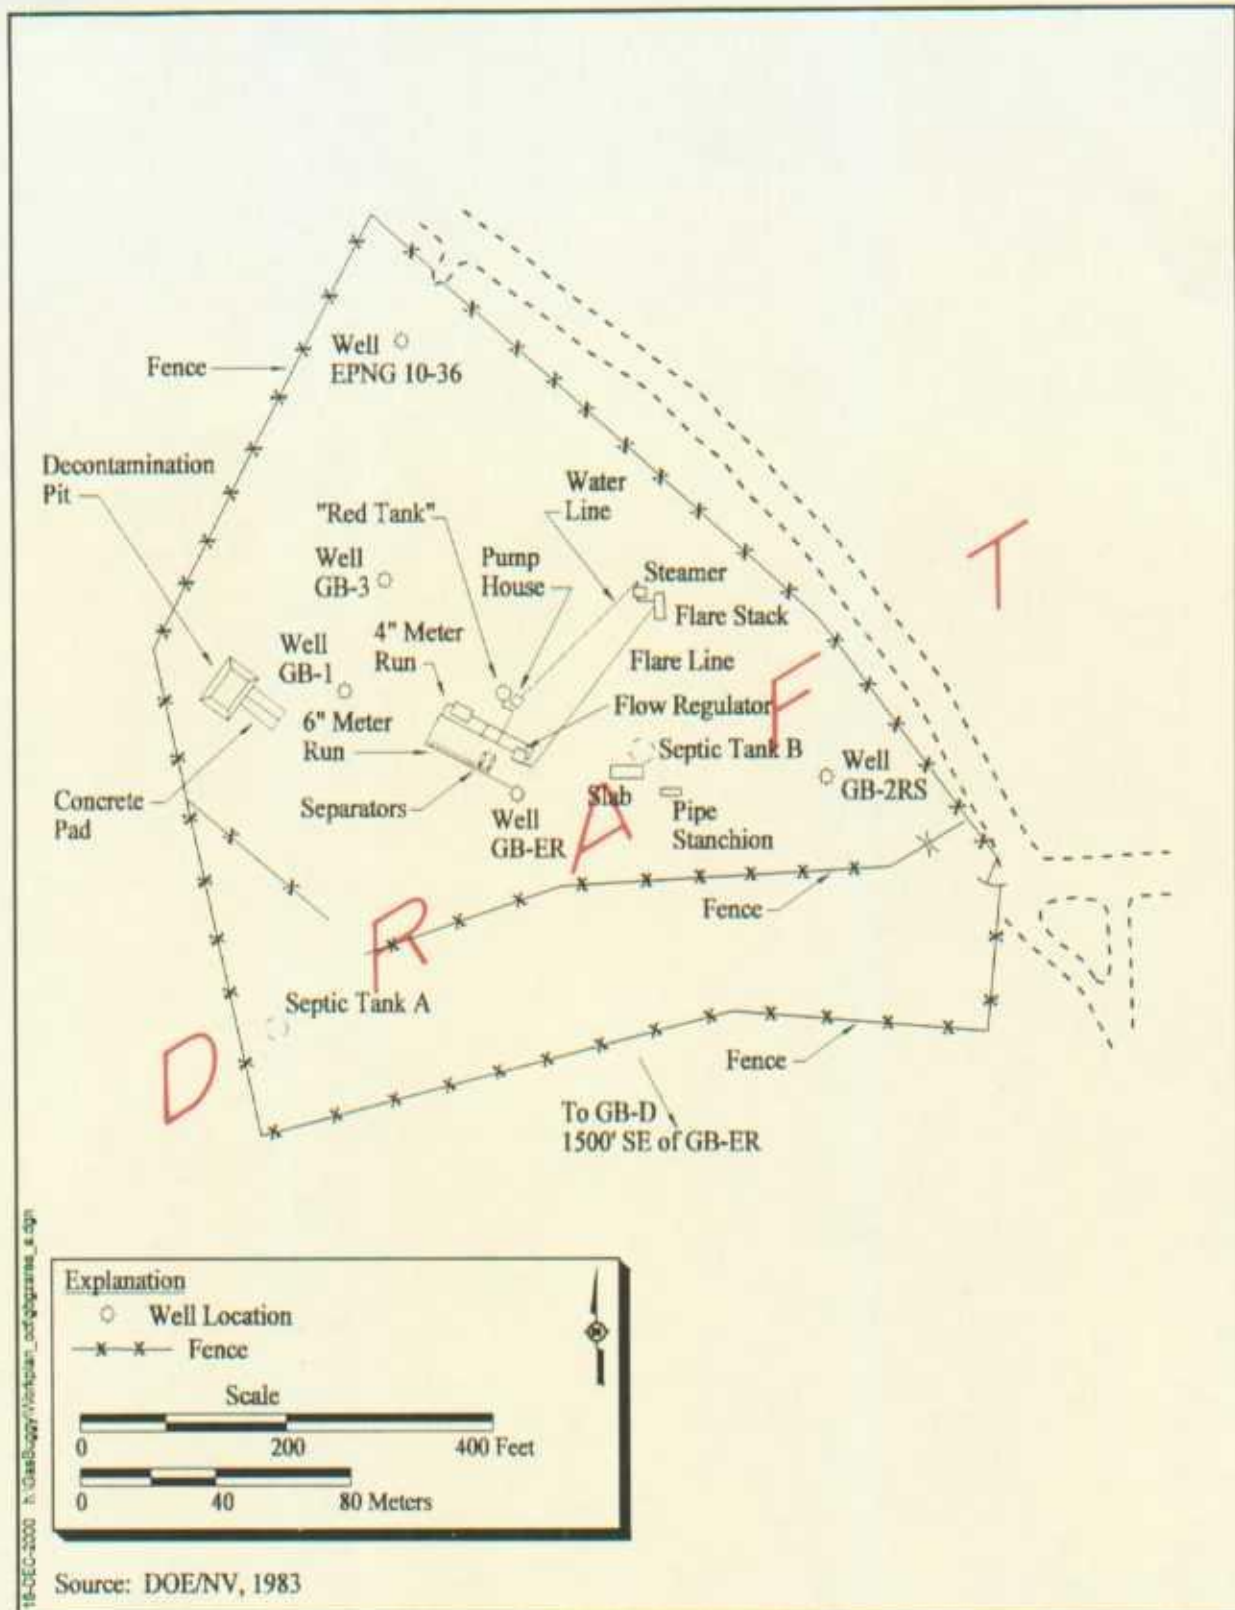 Well
EPNG 10-36
Fence
Decontamination
Pit
Water
Line
"Red Tank"
Well
GB-3
Pump
House
Steamer
Flare Stack
T
4" Meter
Run
Well
GB-1
Flare Line
F
Flow Regulator
6" Meter
Run
Septic Tank B
Well
GB-2RS
Concrete
Pad
Separators
Slab
Well
GB-ER
Pipe
Stanchion
A
Fence
R
Septic Tank A
D
Fence
To GB-D
1500' SE of GB-ER
Explanation
Well Location
Fence
Scale
0 200 400 Feet
0 40 80 Meters
Source: DOE/NV, 1983